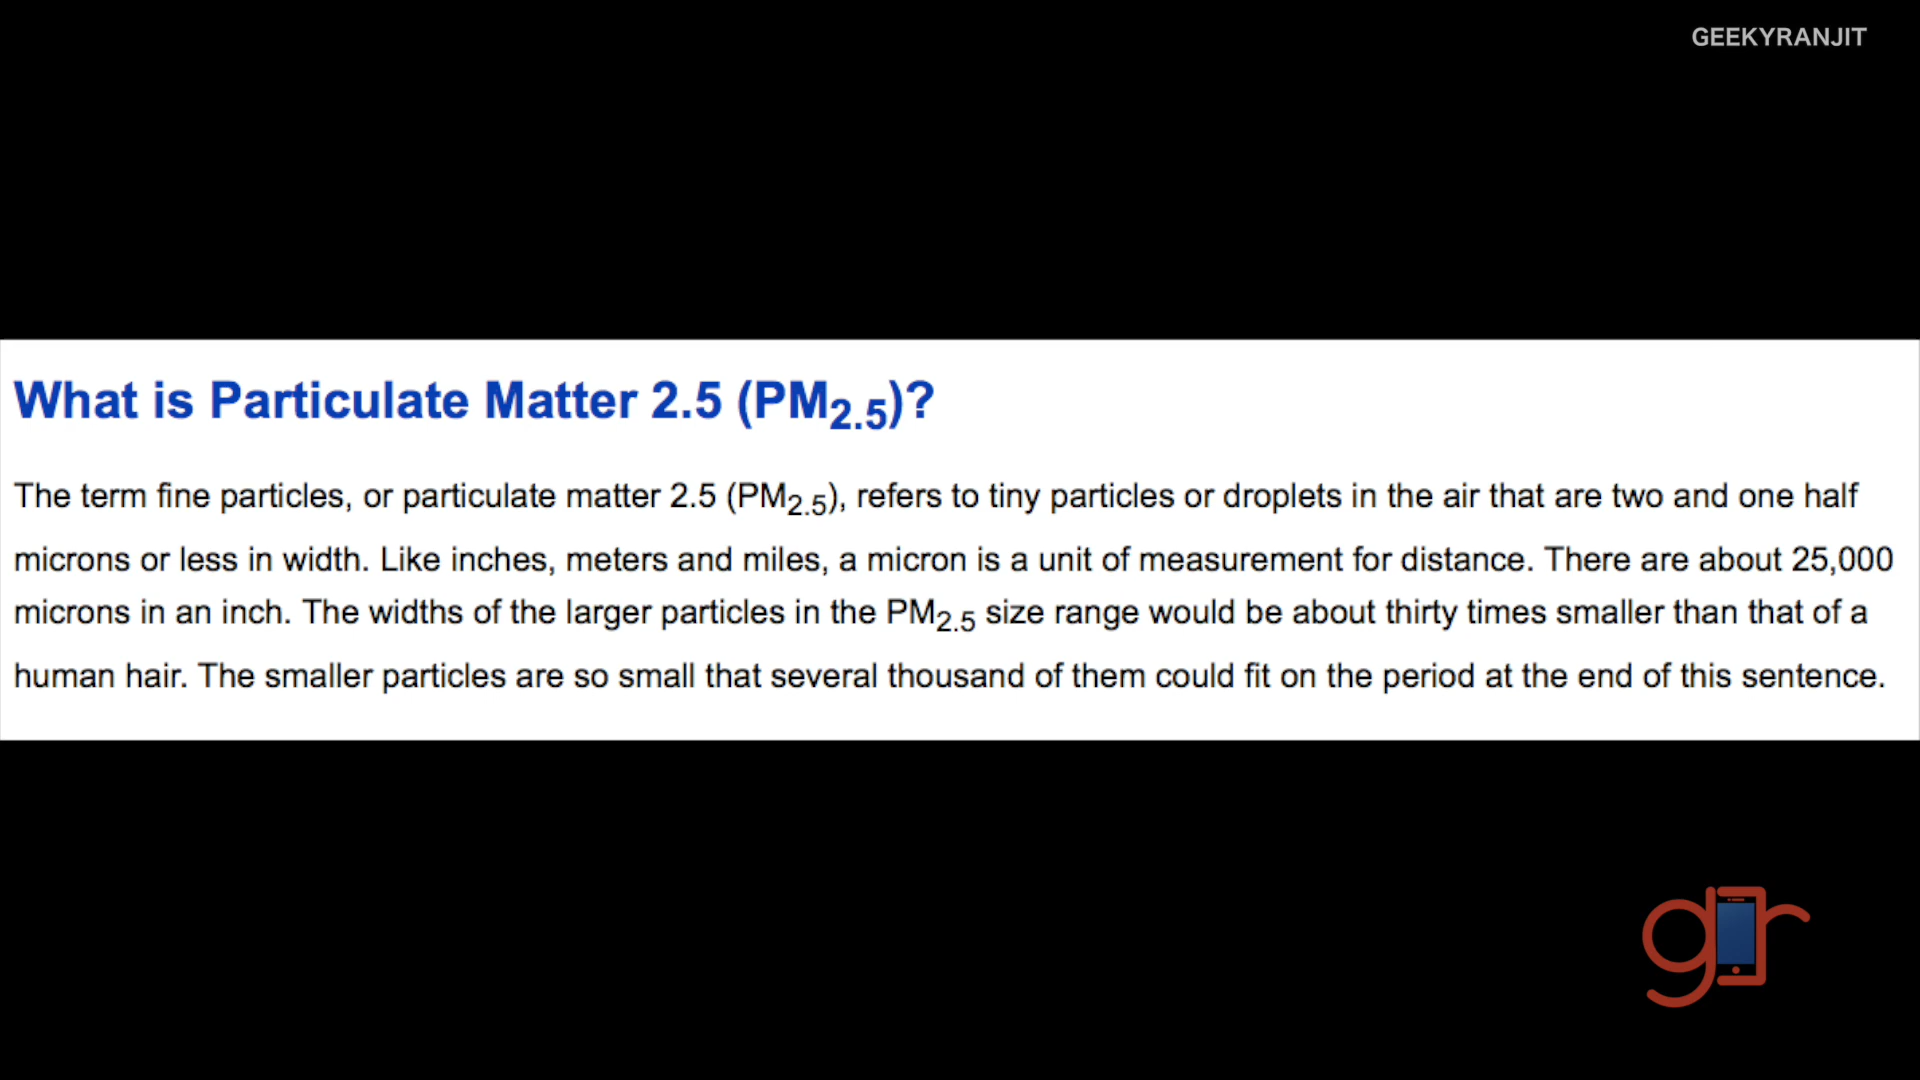 GEEKYRANJIT
What is Particulate Matter 2.5 (PM2.5)?
The term fine particles, or particulate matter 2.5 (PM2.5), refers to tiny particles or droplets in the air that are two and one half
microns or less in width. Like inches, meters and miles, a micron is a unit of measurement for distance. There are about 25,000
microns in an inch. The widths of the larger particles in the PM2.5 size range would be about thirty times smaller than that of a
human hair. The smaller particles are so small that several thousand of them could fit on the period at the end of this sentence.
gr